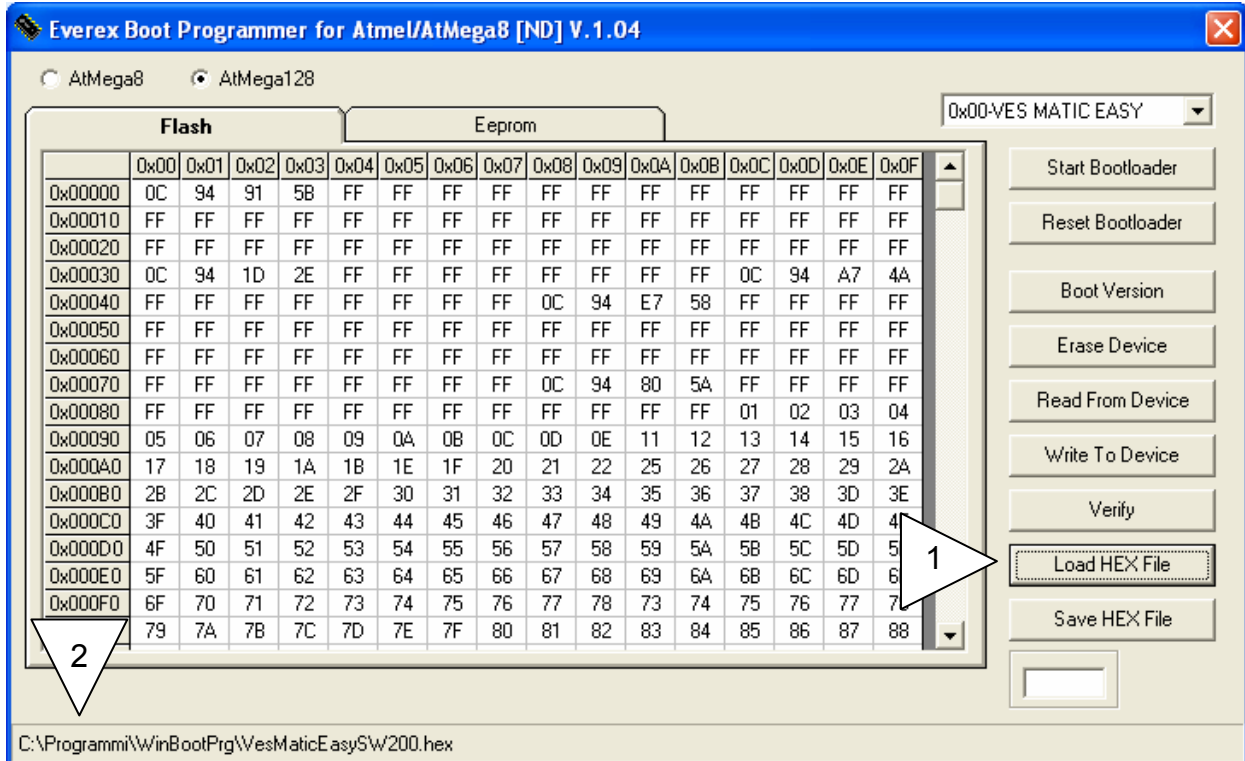 Everex Boot Programmer for Atmel/AtMega8 [ND] V.1.04
AtMega8 AtMega128
0x00-VES MATIC EASY
Flash Eeprom
0x00 0x01 0x02 0x03 0x04 0x05 0x06 0x07 0x08 0x09 0x0A 0x0B 0x0C 0x0D 0x0E 0x0F
0x00000 0C 94 91 5B FF FF FF FF FF FF FF FF FF FF FF FF
0x00010 FF FF FF FF FF FF FF FF FF FF FF FF FF FF FF FF
0x00020 FF FF FF FF FF FF FF FF FF FF FF FF FF FF FF FF
0x00030 0C 94 1D 2E FF FF FF FF FF FF FF FF 0C 94 A7 4A
0x00040 FF FF FF FF FF FF FF FF 0C 94 E7 58 FF FF FF FF
0x00050 FF FF FF FF FF FF FF FF FF FF FF FF FF FF FF FF
0x00060 FF FF FF FF FF FF FF FF FF FF FF FF FF FF FF FF
0x00070 FF FF FF FF FF FF FF FF 0C 94 80 5A FF FF FF FF
0x00080 FF FF FF FF FF FF FF FF FF FF FF FF 01 02 03 04
0x00090 05 06 07 08 09 0A 0B 0C 0D 0E 11 12 13 14 15 16
0x000A0 17 18 19 1A 1B 1E 1F 20 21 22 25 26 27 28 29 2A
0x000B0 2B 2C 2D 2E 2F 30 31 32 33 34 35 36 37 38 3D 3E
0x000C0 3F 40 41 42 43 44 45 46 47 48 49 4A 4B 4C 4D
0x000D0 4F 50 51 52 53 54 55 56 57 58 59 5A 5B 5C 5D
0x000E0 5F 60 61 62 63 64 65 66 67 68 69 6A 6B 6C 6D
0x000F0 6F 70 71 72 73 74 75 76 77 78 73 74 75 76 77
79 7A 7B 7C 7D 7E 7F 80 81 82 83 84 85 86 87 88
Start Bootloader
Reset Bootloader
Boot Version
Erase Device
Read From Device
Write To Device
Verify
1
Load HEX File
Save HEX File
2
C:\Programmi\WinBootPrg\VesMaticEasySW200.hex